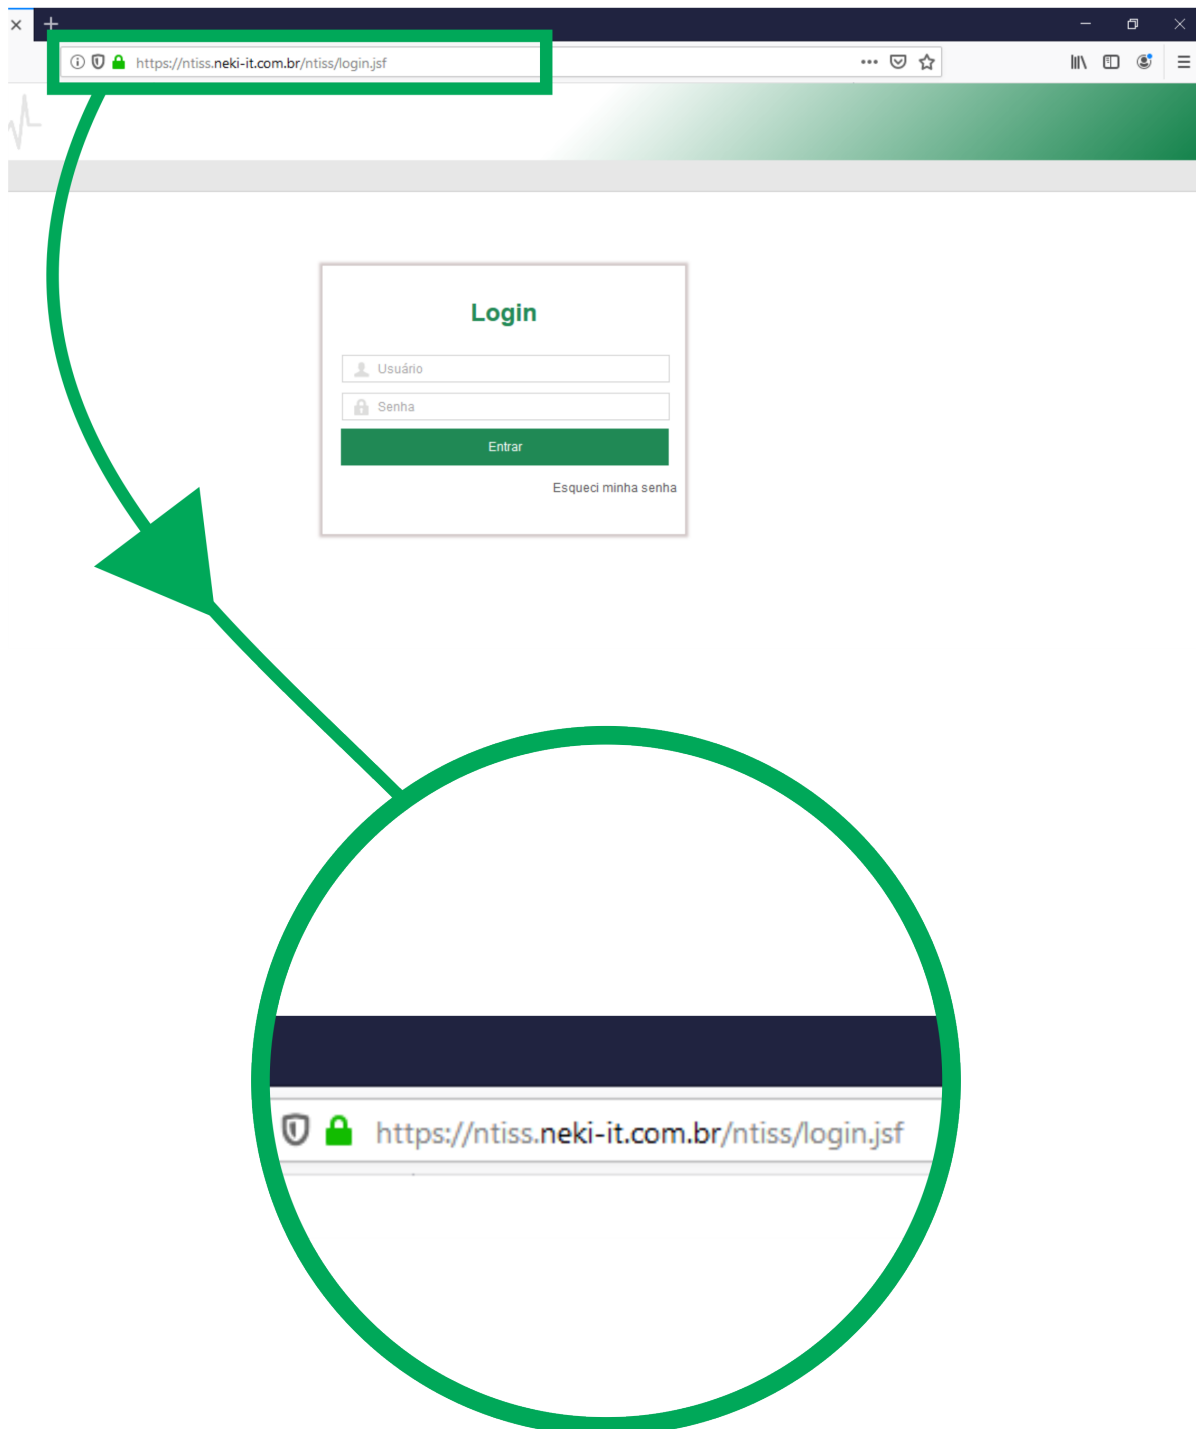 https://ntiss.neki-it.com.br/ntiss/login.jsf
Login
Usuário
Senha
Entrar
Esqueci minha senha
https://ntiss.neki-it.com.br/ntiss/login.jsf